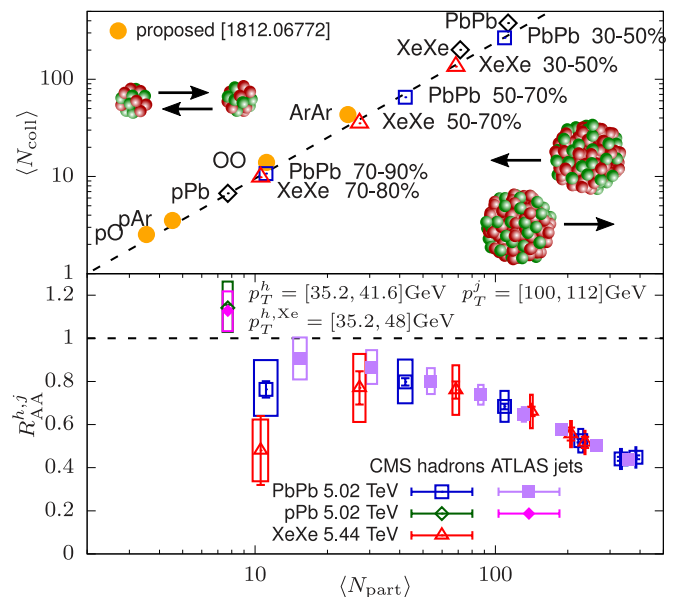 proposed [1812.06772]
PbPb
PbPb 30-50%
XeXe
XeXe 30-50%
100
PbPb 50-70%
ArAr
XeXe 50-70%
⟨N_coll⟩
OO
PbPb 70-90%
10
XeXe 70-80%
pPb
pAr
pO
1
1.2
p_T^h = [35.2, 41.6]GeV p_T^j = [100, 112]GeV
p_T^{h,Xe} = [35.2, 48]GeV
1
0.8
R_AA^{h,j}
0.6
0.4
CMS hadrons ATLAS jets
PbPb 5.02 TeV
0.2
pPb 5.02 TeV
XeXe 5.44 TeV
0
10 100
⟨N_part⟩